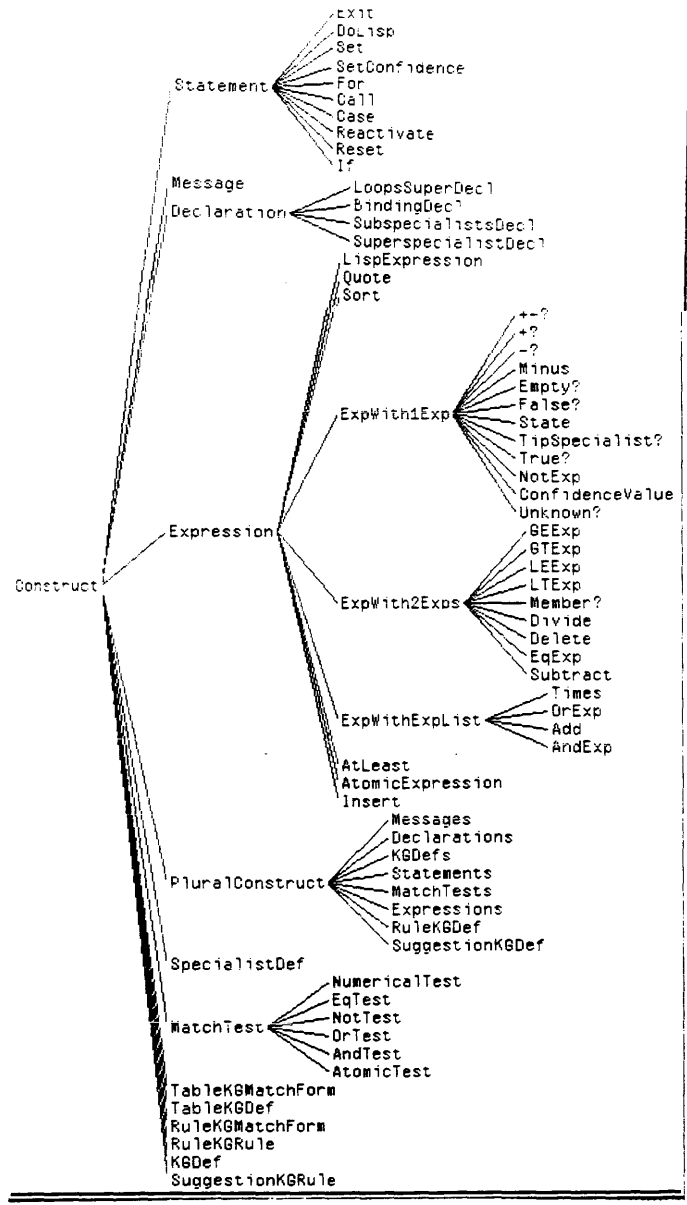 Exit
DoLisp
Set
SetConfidence
Statement
For
Call
Case
Reactivate
Reset
If
Message
LoopsSuperDecl
BindingDecl
Declaration
SubspecialistsDecl
SuperspecialistDecl
LispExpression
Quote
Sort
++?
+?
-?
Minus
Empty?
ExpWith1Exp
False?
State
TipSpecialist?
True?
NotExp
ConfidenceValue
Unknown?
Expression
GEExp
GTExp
LEExp
Construct
LTExp
ExpWith2Exps
Member?
Divide
Delete
EqExp
Subtract
Times
OrExp
ExpWithExpList
Add
AndExp
AtLeast
AtomicExpression
Insert
Messages
Declarations
KGDefs
Statements
PluralConstruct
MatchTests
Expressions
RuleKGDef
SuggestionKGDef
SpecialistDef
NumericalTest
EqTest
NotTest
MatchTest
OrTest
AndTest
AtomicTest
TableKGMatchForm
TableKGDef
RuleKGMatchForm
RuleKGRule
KGDef
SuggestionKGRule